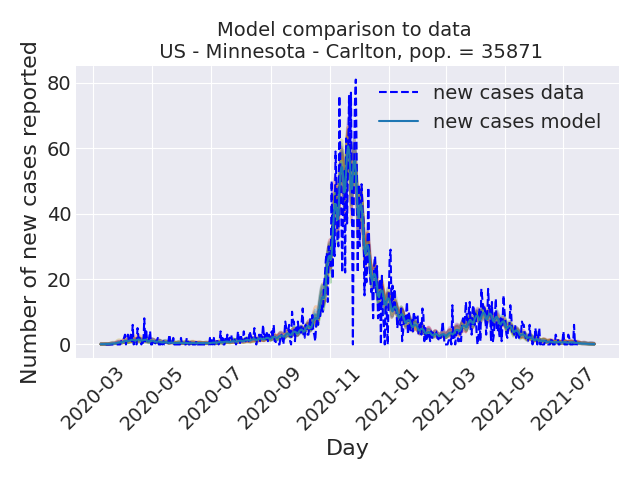 Model comparison to data
US - Minnesota - Carlton, pop. = 35871
Number of new cases reported
80
60
40
20
0
new cases data
new cases model
2020-03
2020-05
2020-07
2020-09
2020-11
2021-01
2021-03
2021-05
2021-07
Day